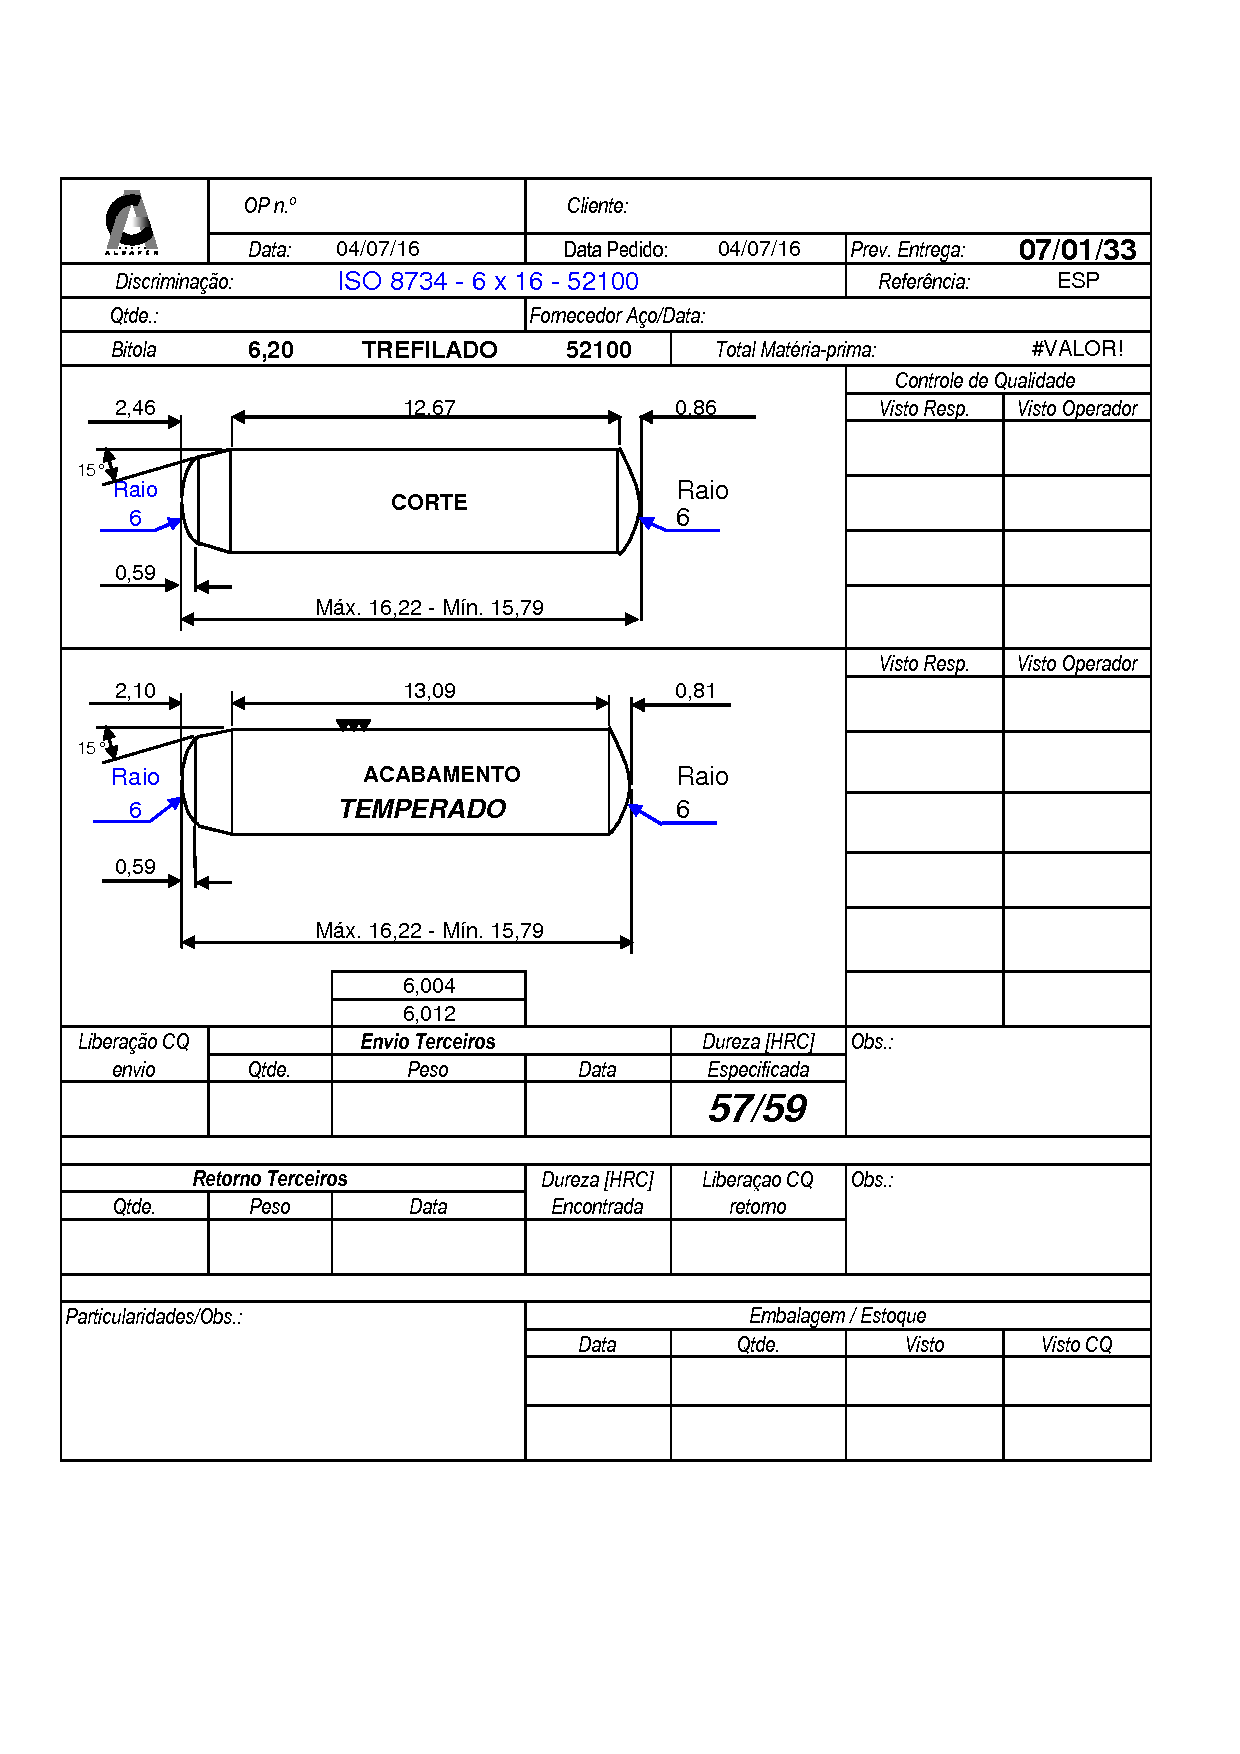 ALBAFER
OP n.º
Cliente:
Data: 04/07/16 Data Pedido: 04/07/16 Prev. Entrega: 07/01/33
Discriminação: ISO 8734 - 6 x 16 - 52100 Referência: ESP
Qtde.: Fornecedor Aço/Data:
Bitola 6,20 TREFILADO 52100 Total Matéria-prima: #VALOR!
Controle de Qualidade
Visto Resp. Visto Operador
2,46 12,67 0,86
15°
Raio
6
CORTE
Raio
6
0,59
Máx. 16,22 - Mín. 15,79
Visto Resp. Visto Operador
2,10 13,09 0,81
15°
Raio
6
ACABAMENTO
TEMPERADO
Raio
6
0,59
Máx. 16,22 - Mín. 15,79
6,004
6,012
Liberação CQ Envio Terceiros Dureza [HRC] Obs.:
envio Qtde. Peso Data Especificada
57/59
Retorno Terceiros Dureza [HRC] Liberaçao CQ Obs.:
Qtde. Peso Data Encontrada retorno
Particularidades/Obs.: Embalagem / Estoque
Data Qtde. Visto Visto CQ